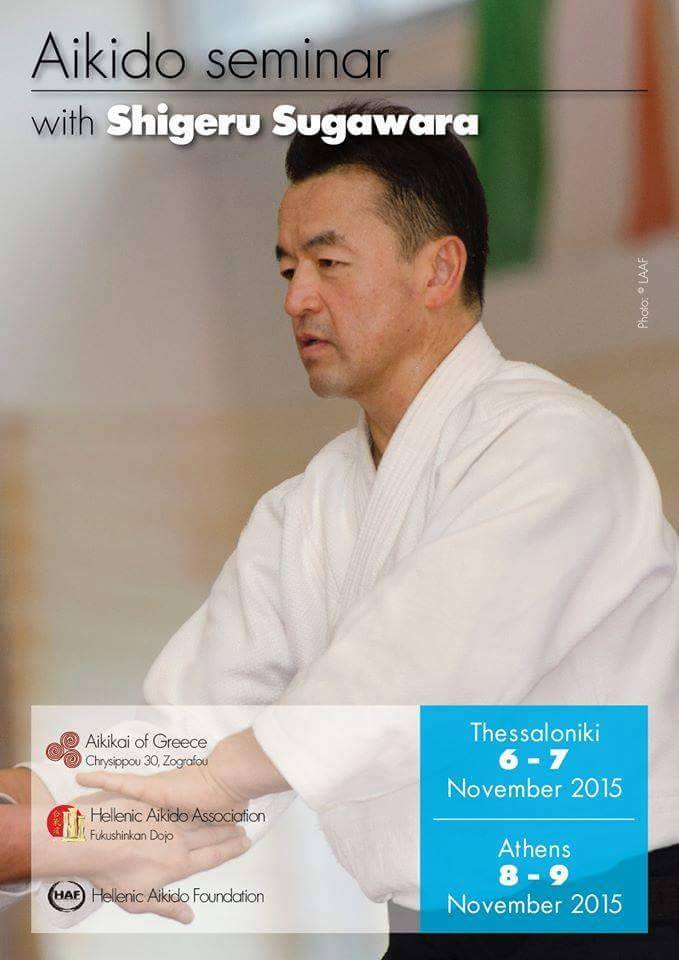 Aikido seminar
with Shigeru Sugawara
Photo: © LAAF
Aikikai of Greece
Chrysippou 30, Zografou
Hellenic Aikido Association
Fukushinkan Dojo
HAF Hellenic Aikido Foundation
Thessaloniki
6 - 7
November 2015
Athens
8 - 9
November 2015